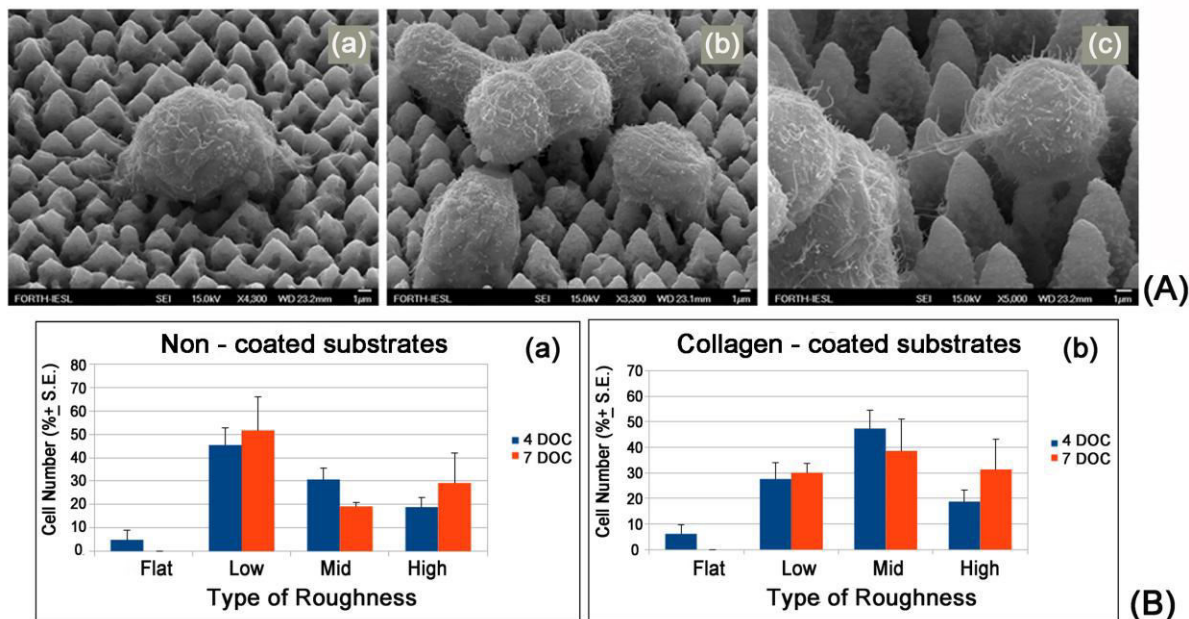 (a)
(b)
(c)
FORTH-IESL SEI 15.0kV X4,300 WD 23.2mm 1µm
FORTH-IESL SEI 15.0kV X3,300 WD 23.1mm 1µm
FORTH-IESL SEI 15.0kV X5,000 WD 23.2mm 1µm
(A)
Non - coated substrates
(a)
Cell Number (%± S.E.)
80
70
60
50
40
30
20
10
0
4 DOC
7 DOC
Flat Low Mid High
Type of Roughness
Collagen - coated substrates
(b)
Cell Number (%± S.E.)
70
60
50
40
30
20
10
0
4 DOC
7 DOC
Flat Low Mid High
Type of Roughness
(B)